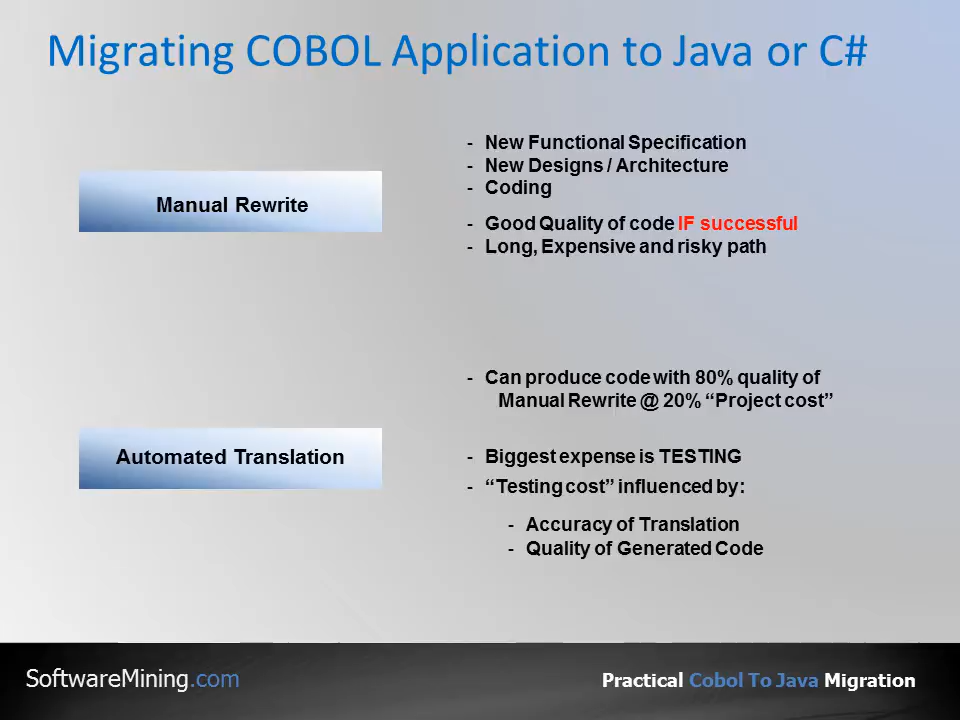 Migrating COBOL Application to Java or C#
- New Functional Specification
- New Designs / Architecture
- Coding
Manual Rewrite
- Good Quality of code IF successful
- Long, Expensive and risky path
- Can produce code with 80% quality of
Manual Rewrite @ 20% “Project cost”
Automated Translation
- Biggest expense is TESTING
- “Testing cost” influenced by:
- Accuracy of Translation
- Quality of Generated Code
SoftwareMining.com
Practical Cobol To Java Migration